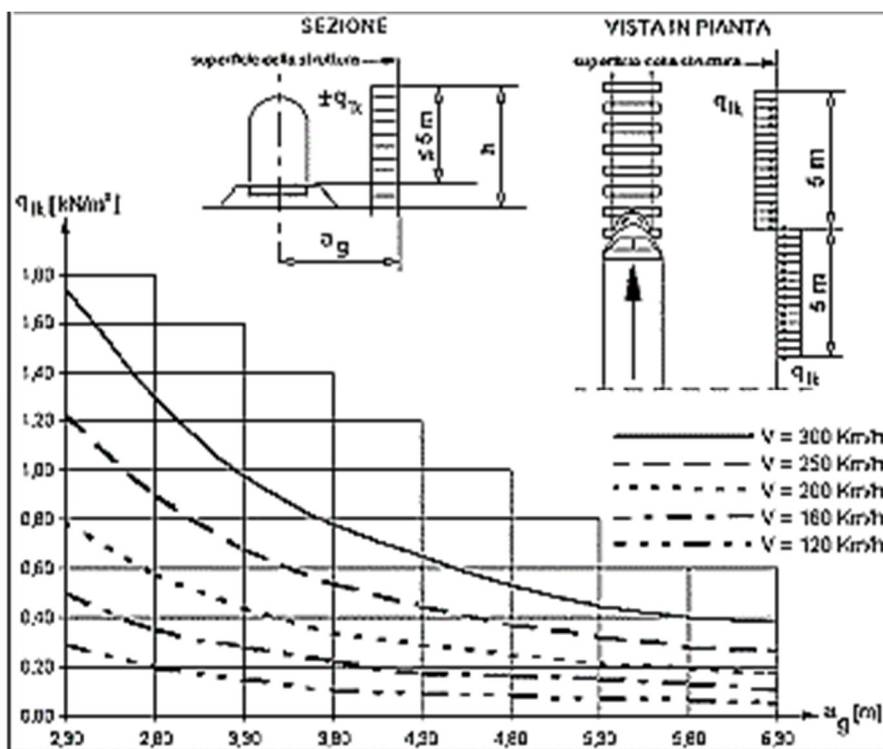 SEZIONE
VISTA IN PIANTA
superficie della struttura
superficie della struttura
±q1k
q1k
≤ 5 m
h
5 m
5 m
ag
q1k
q1k [kN/m²]
1,80
1,60
1,40
1,20
1,00
0,80
0,60
0,40
0,20
0,00
V = 300 Km/h
V = 250 Km/h
V = 200 Km/h
V = 160 Km/h
V = 120 Km/h
2,30 2,80 3,30 3,80 4,30 4,80 5,30 5,80 6,30 ag [m]